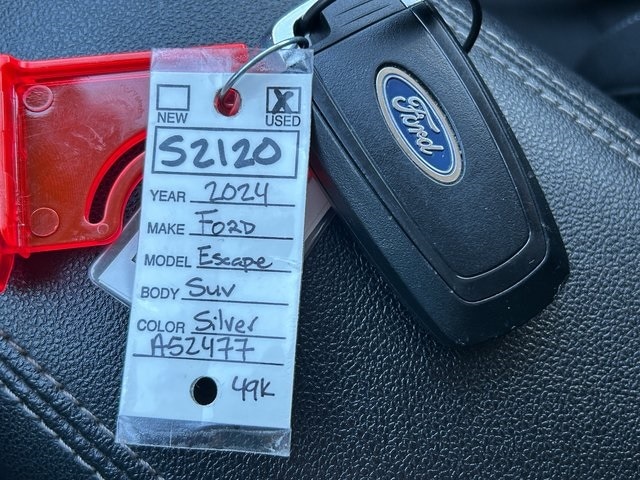 NEW X USED
S2120
YEAR 2024
MAKE FORD
MODEL Escape
BODY Suv
COLOR Silver
A52477
49K
Ford